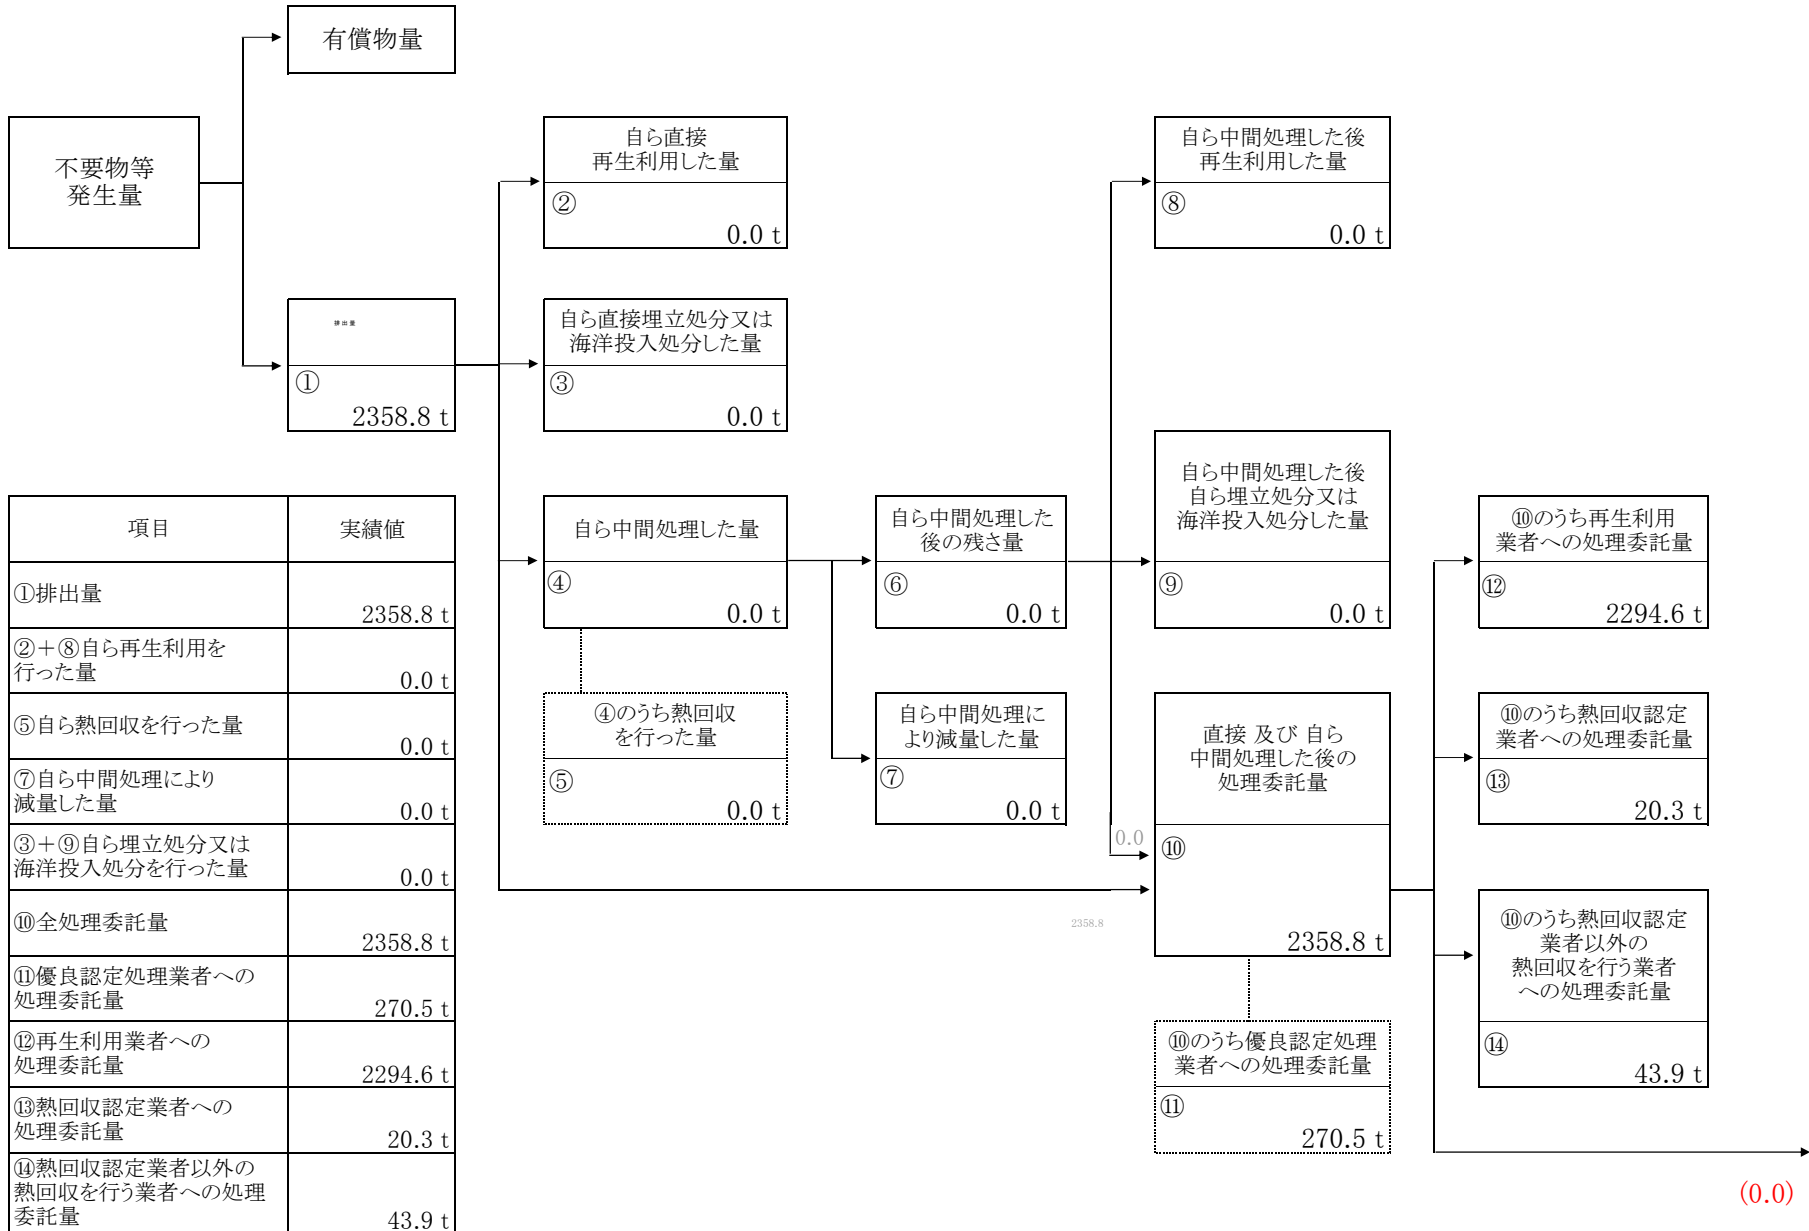 有償物量
不要物等
発生量
排出量
①
2358.8 t
自ら直接
再生利用した量
②
0.0 t
自ら直接埋立処分又は
海洋投入処分した量
③
0.0 t
自ら中間処理した量
④
0.0 t
④のうち熱回収
を行った量
⑤
0.0 t
自ら中間処理した
後の残さ量
⑥
0.0 t
自ら中間処理に
より減量した量
⑦
0.0 t
自ら中間処理した後
再生利用した量
⑧
0.0 t
自ら中間処理した後
自ら埋立処分又は
海洋投入処分した量
⑨
0.0 t
直接 及び 自ら
中間処理した後の
処理委託量
0.0
⑩
2358.8
2358.8 t
⑩のうち優良認定処理
業者への処理委託量
⑪
270.5 t
⑩のうち再生利用
業者への処理委託量
⑫
2294.6 t
⑩のうち熱回収認定
業者への処理委託量
⑬
20.3 t
⑩のうち熱回収認定
業者以外の
熱回収を行う業者
への処理委託量
⑭
43.9 t
(0.0)
項目 実績値
①排出量
2358.8 t
②+⑧自ら再生利用を
行った量
0.0 t
⑤自ら熱回収を行った量
0.0 t
⑦自ら中間処理により
減量した量
0.0 t
③+⑨自ら埋立処分又は
海洋投入処分を行った量
0.0 t
⑩全処理委託量
2358.8 t
⑪優良認定処理業者への
処理委託量
270.5 t
⑫再生利用業者への
処理委託量
2294.6 t
⑬熱回収認定業者への
処理委託量
20.3 t
⑭熱回収認定業者以外の
熱回収を行う業者への処理
委託量
43.9 t